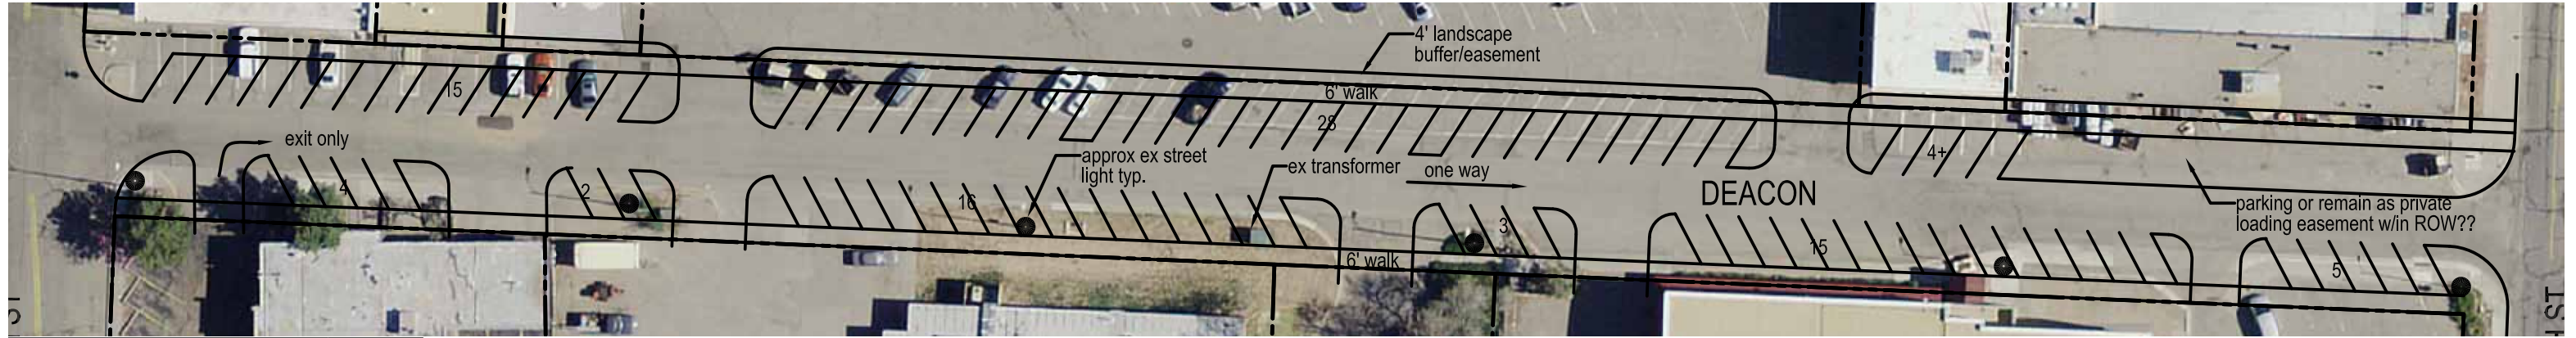 4' landscape
buffer/easement
15
6' walk
28
exit only
4+
approx ex street
light typ.
ex transformer
one way
DEACON
4
2
16
3
15
parking or remain as private
loading easement w/in ROW??
6' walk
5